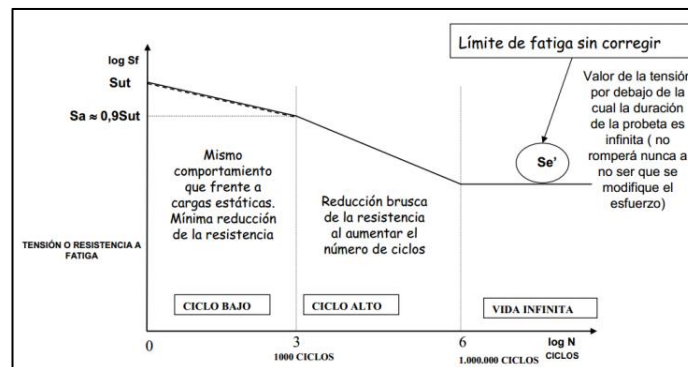 log Sf
Sut
Sa ≈ 0,9Sut
TENSIÓN O RESISTENCIA A
FATIGA
Mismo
comportamiento
que frente a
cargas estáticas.
Mínima reducción
de la resistencia
Reducción brusca
de la resistencia
al aumentar el
número de ciclos
Límite de fatiga sin corregir
Valor de la tensión
por debajo de la
cual la duración
de la probeta es
infinita ( no
romperá nunca a
no ser que se
modifique el
esfuerzo)
Se'
CICLO BAJO
CICLO ALTO
VIDA INFINITA
0
3
6
log N
1000 CICLOS
1.000.000 CICLOS
CICLOS